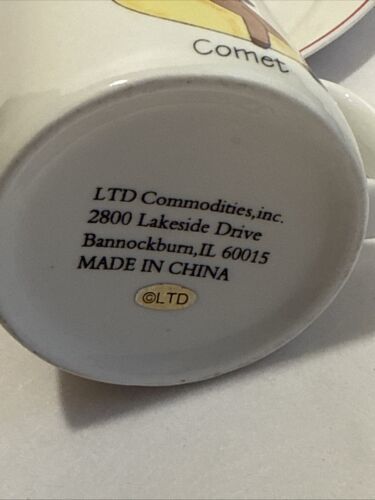 Comet
LTD Commodities,inc.
2800 Lakeside Drive
Bannockburn,IL 60015
MADE IN CHINA
©LTD